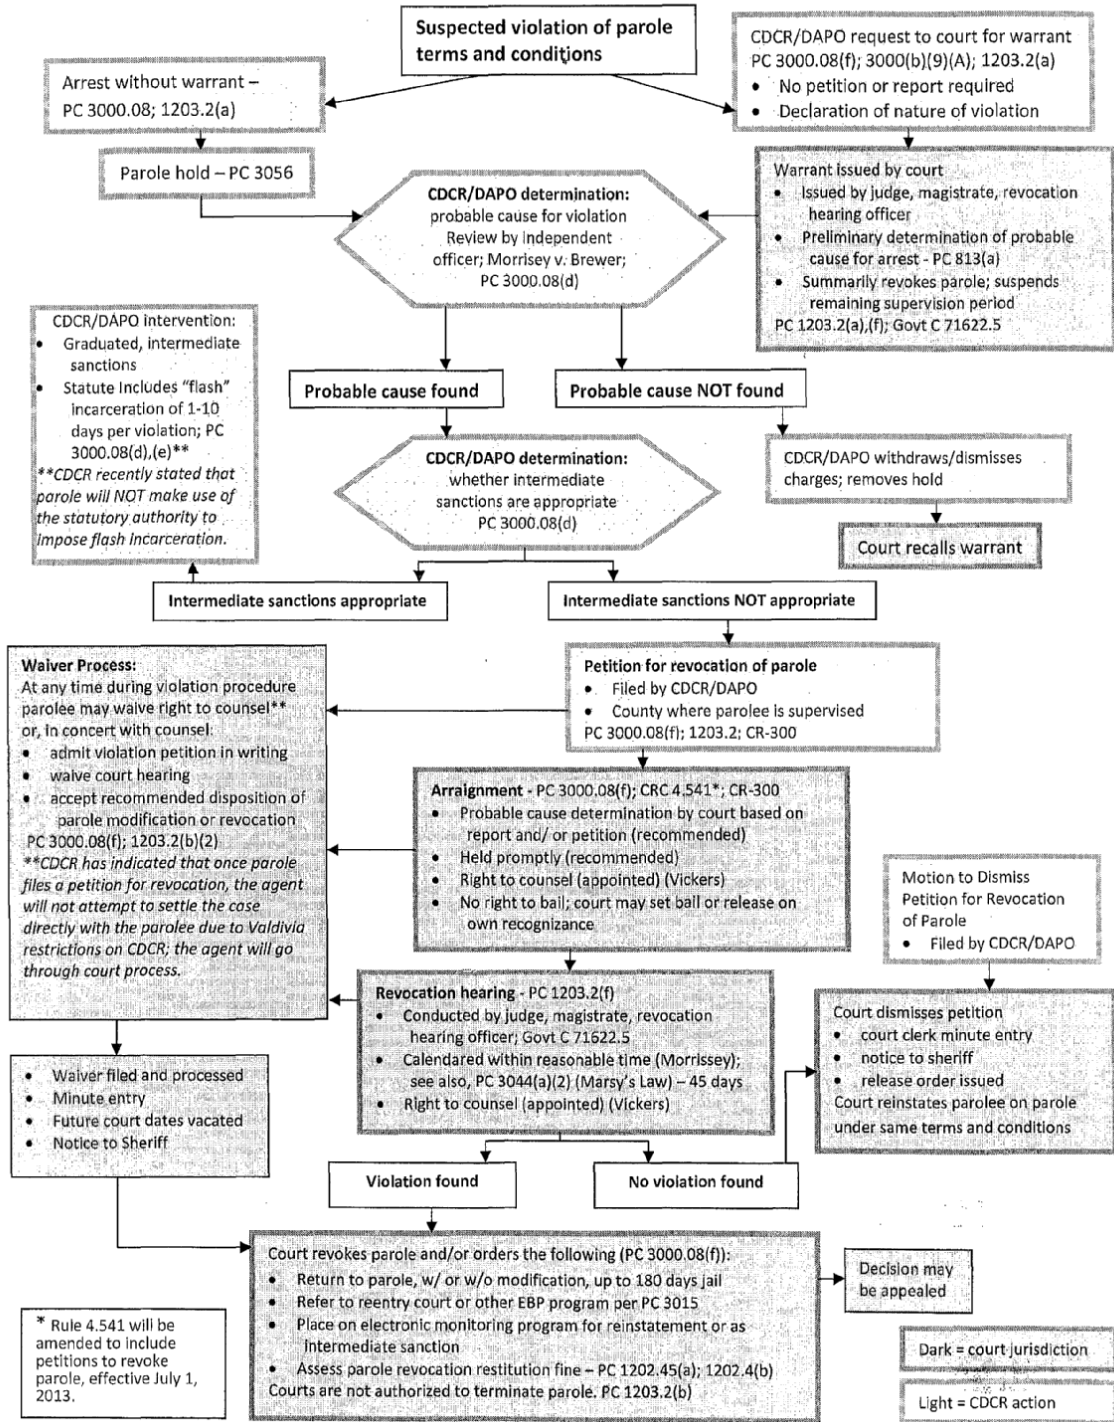 Suspected violation of parole
terms and conditions
CDCR/DAPO request to court for warrant
PC 3000.08(f); 3000(b)(9)(A); 1203.2(a)
• No petition or report required
• Declaration of nature of violation
Arrest without warrant –
PC 3000.08; 1203.2(a)
Parole hold – PC 3056
Warrant issued by court
• Issued by judge, magistrate, revocation
hearing officer
• Preliminary determination of probable
cause for arrest - PC 813(a)
• Summarily revokes parole; suspends
remaining supervision period
PC 1203.2(a),(f); Govt C 71622.5
CDCR/DAPO determination:
probable cause for violation
Review by Independent
officer; Morrisey v. Brewer;
PC 3000.08(d)
CDCR/DAPO intervention:
• Graduated, intermediate
sanctions
• Statute Includes "flash"
incarceration of 1-10
days per violation; PC
3000.08(d),(e)**
**CDCR recently stated that
parole will NOT make use of
the statutory authority to
impose flash incarceration.
Probable cause found
Probable cause NOT found
CDCR/DAPO determination:
whether intermediate
sanctions are appropriate
PC 3000.08(d)
CDCR/DAPO withdraws/dismisses
charges; removes hold
Court recalls warrant
Intermediate sanctions appropriate
Intermediate sanctions NOT appropriate
Waiver Process:
At any time during violation procedure
parolee may waive right to counsel**
or, in concert with counsel:
• admit violation petition in writing
• waive court hearing
• accept recommended disposition of
parole modification or revocation
PC 3000.08(f); 1203.2(b)(2)
**CDCR has indicated that once parole
files a petition for revocation, the agent
will not attempt to settle the case
directly with the parolee due to Valdivia
restrictions on CDCR; the agent will go
through court process.
Petition for revocation of parole
• Filed by CDCR/DAPO
• County where parolee is supervised
PC 3000.08(f); 1203.2; CR-300
Arraignment - PC 3000.08(f); CRC 4.541*; CR-300
• Probable cause determination by court based on
report and/ or petition (recommended)
• Held promptly (recommended)
• Right to counsel (appointed) (Vickers)
• No right to bail; court may set bail or release on
own recognizance
Motion to Dismiss
Petition for Revocation
of Parole
• Filed by CDCR/DAPO
Revocation hearing - PC 1203.2(f)
• Conducted by judge, magistrate, revocation
hearing officer; Govt C 71622.5
• Calendared within reasonable time (Morrissey);
see also, PC 3044(a)(2) (Marsy's Law) – 45 days
• Right to counsel (appointed) (Vickers)
Court dismisses petition
• court clerk minute entry
• notice to sheriff
• release order issued
Court reinstates parolee on parole
under same terms and conditions
• Waiver filed and processed
• Minute entry
• Future court dates vacated
• Notice to Sheriff
Violation found
No violation found
Court revokes parole and/or orders the following (PC 3000.08(f)):
• Return to parole, w/ or w/o modification, up to 180 days jail
• Refer to reentry court or other EBP program per PC 3015
• Place on electronic monitoring program for reinstatement or as
intermediate sanction
• Assess parole revocation restitution fine – PC 1202.45(a); 1202.4(b)
Courts are not authorized to terminate parole. PC 1203.2(b)
Decision may
be appealed
* Rule 4.541 will be
amended to include
petitions to revoke
parole, effective July 1,
2013.
Dark = court jurisdiction
Light = CDCR action